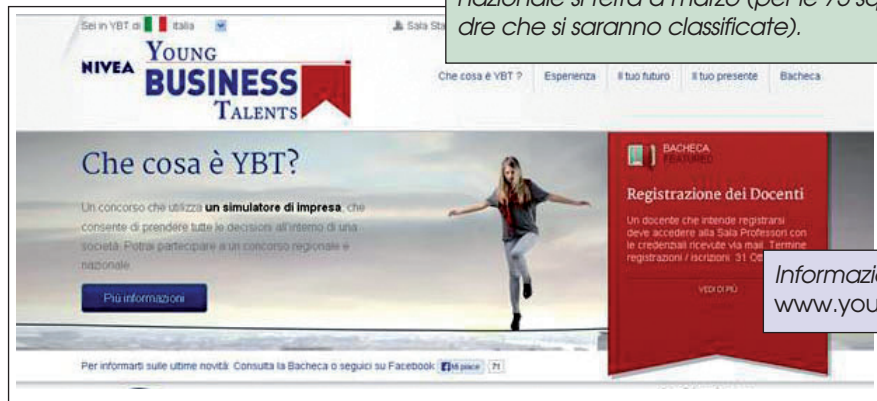 nazionale si terrà a marzo (per le 75 squa-
dre che si saranno classificate).
Sei in YBT di Italia
Sala Sta
NIVEA
YOUNG
BUSINESS
TALENTS
Che cosa è YBT ? Esperienza Il tuo futuro Il tuo presente Bacheca
Che cosa è YBT?
Un concorso che utilizza un simulatore di impresa, che
consente di prendere tutte le decisioni all'interno di una
società. Potrai partecipare a un concorso regionale e
nazionale.
Più informazioni
BACHECA
FEATURED
Registrazione dei Docenti
Un docente che intende registrarsi
deve accedere alla Sala Professori con
le credenziali ricevute via mail. Termine
registrazioni / iscrizioni: 31 Ot
VEDI DI PIÙ
Informazi
www.you
Per informarti sulle ultime novità: Consulta la Bacheca o seguici su Facebook Mi piace 71